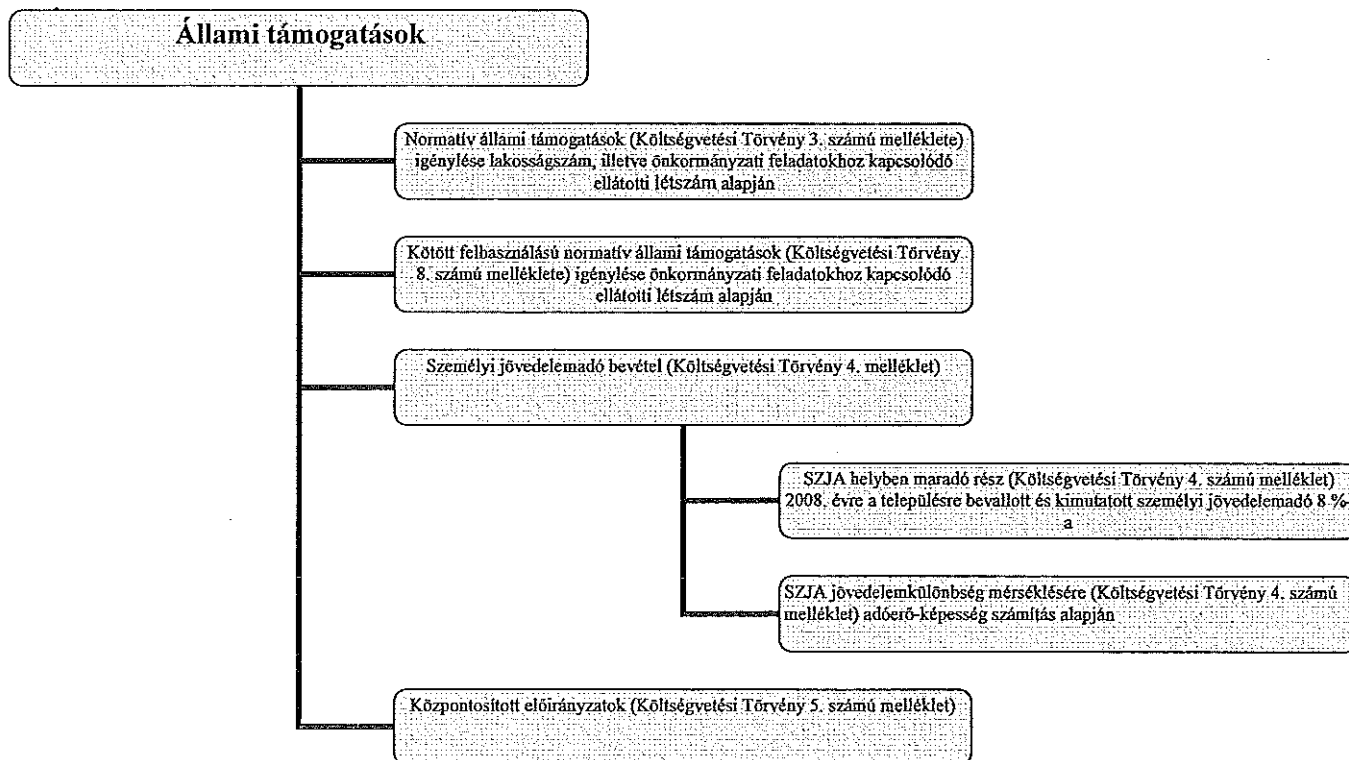 Állami támogatások
Normatív állami támogatások (Költségvetési Törvény 3. számú melléklete)
igénylése lakosságszám, illetve önkormányzati feladatokhoz kapcsolódó
ellátotti létszám alapján
Kötött felhasználású normatív állami támogatások (Költségvetési Törvény
8. számú melléklete) igénylése önkormányzati feladatokhoz kapcsolódó
ellátotti létszám alapján
Személyi jövedelemadó bevétel (Költségvetési Törvény 4. melléklet)
SZJA helyben maradó rész (Költségvetési Törvény 4. számú melléklet)
2008. évre a településre bevallott és kimutatott személyi jövedelemadó 8 %-
a
SZJA jövedelemkülönbség mérséklésére (Költségvetési Törvény 4. számú
melléklet) adóerő-képesség számítás alapján
Központosított előirányzatok (Költségvetési Törvény 5. számú melléklet)